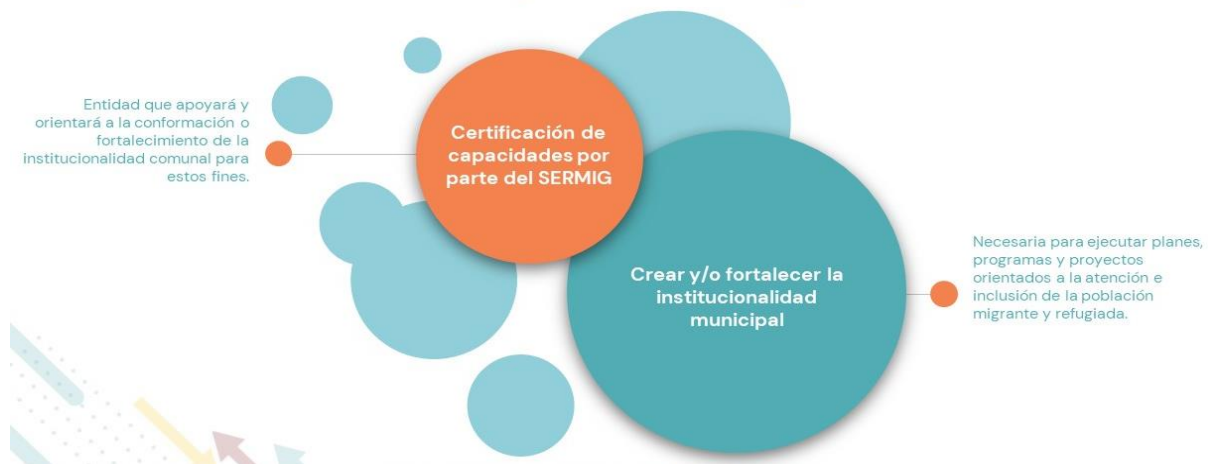 Entidad que apoyará y
orientará a la conformación o
fortalecimiento de la
institucionalidad comunal para
estos fines.
Certificación de
capacidades por
parte del SERMIG
Crear y/o fortalecer la
institucionalidad
municipal
Necesaria para ejecutar planes,
programas y proyectos
orientados a la atención e
inclusión de la población
migrante y refugiada.